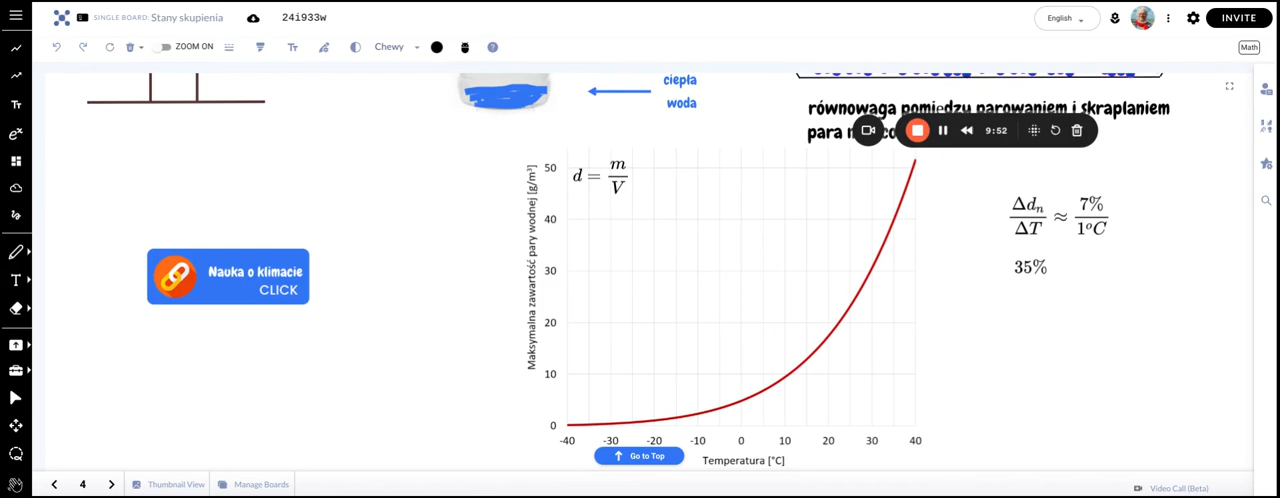 SINGLE BOARD: Stany skupienia
24i933w
English
INVITE
ZOOM ON
Chewy
Math
ciepła
woda
równowaga pomiędzy parowaniem i skraplaniem
para
9:52
Maksymalna zawartość pary wodnej [g/m³]
50
40
30
20
10
0
d = m/V
-40 -30 -20 -10 0 10 20 30 40
Temperatura [°C]
Δdₙ/ΔT ≈ 7%/1°C
35%
Nauka o klimacie
CLICK
Go to Top
4
Thumbnail View
Manage Boards
Video Call (Beta)